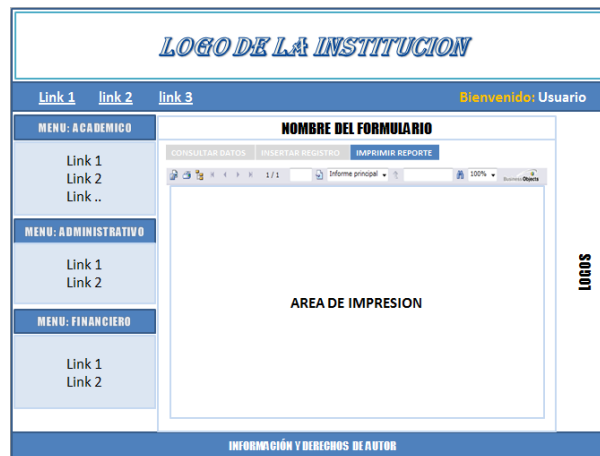 LOGO DE LA INSTITUCION
Link 1 link 2 link 3 Bienvenido: Usuario
MENU: ACADEMICO
Link 1
Link 2
Link ..
MENU: ADMINISTRATIVO
Link 1
Link 2
MENU: FINANCIERO
Link 1
Link 2
NOMBRE DEL FORMULARIO
CONSULTAR DATOS INSERTAR REGISTRO IMPRIMIR REPORTE
1 / 1 Informe principal 100% BusinessObjects
AREA DE IMPRESION
LOGOS
INFORMACIÓN Y DERECHOS DE AUTOR